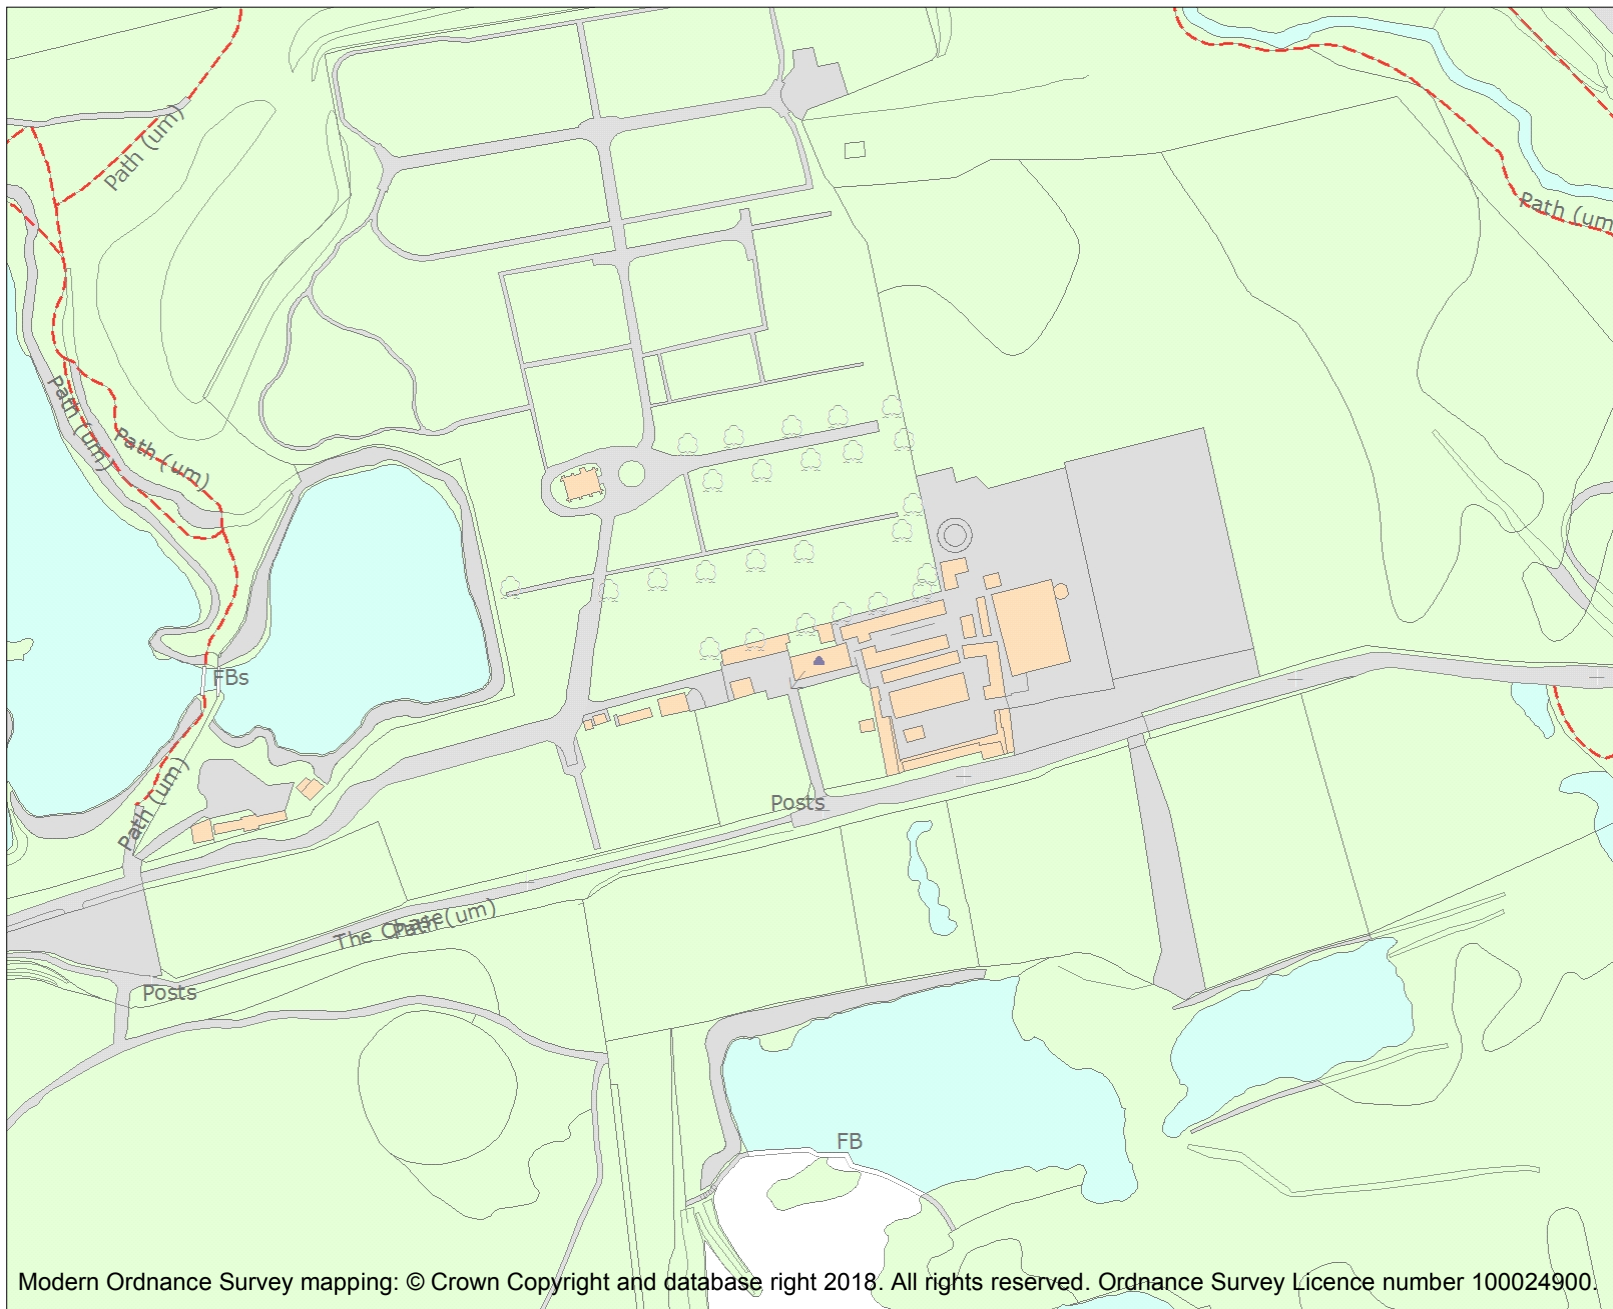 Path (um)
Path (um
Path (um)
Path (um)
FBs
Path (um)
Posts
The Chase
Path (um)
Posts
FB
Modern Ordnance Survey mapping: © Crown Copyright and database right 2018. All rights reserved. Ordnance Survey Licence number 100024900.